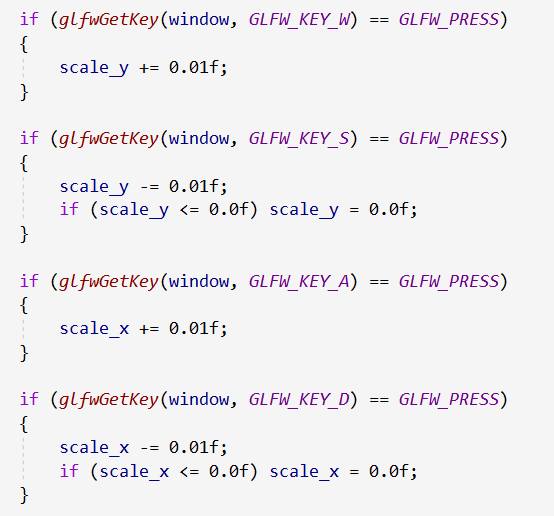 if (glfwGetKey(window, GLFW_KEY_W) == GLFW_PRESS)
{
    scale_y += 0.01f;
}

if (glfwGetKey(window, GLFW_KEY_S) == GLFW_PRESS)
{
    scale_y -= 0.01f;
    if (scale_y <= 0.0f) scale_y = 0.0f;
}

if (glfwGetKey(window, GLFW_KEY_A) == GLFW_PRESS)
{
    scale_x += 0.01f;
}

if (glfwGetKey(window, GLFW_KEY_D) == GLFW_PRESS)
{
    scale_x -= 0.01f;
    if (scale_x <= 0.0f) scale_x = 0.0f;
}